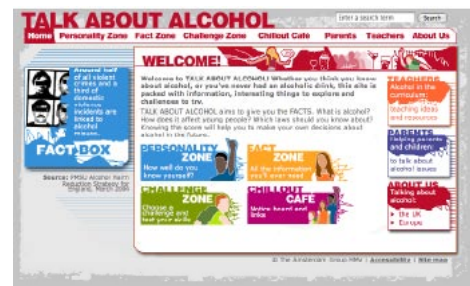 TALK ABOUT ALCOHOL
Enter a search term Search
Home Personality Zone Fact Zone Challenge Zone Chillout Café Parents Teachers About Us
WELCOME!
Around half
of all violent
crimes and a
third of
domestic
violence
incidents are
linked to
alcohol
misuse.
FACT BOX
Source: PMSU Alcohol Harm
Reduction Strategy for
England, March 2004
Welcome to TALK ABOUT ALCOHOL! Whether you think you know
about alcohol, or you've never had an alcoholic drink, this site is
packed with information, interesting things to explore and
challenges to try.
TALK ABOUT ALCOHOL aims to give you the FACTS. What is alcohol?
How does it affect young people? Which laws should you know about?
Knowing the score will help you to make your own decisions about
alcohol in the future.
PERSONALITY
ZONE
How well do you
know yourself?
FACT
ZONE
All the information
you'll ever need
CHALLENGE
ZONE
Choose a
challenge and
test your skills
CHILLOUT
CAFÉ
Notice board and
links
TEACHERS
Alcohol in the
curriculum:
teaching ideas
and resources
PARENTS
Helping parents
and children:
to talk about
alcohol issues
ABOUT US
Talking about
alcohol:
the UK
Europe
© The Amsterdam Group MMV | Accessibility | Site map